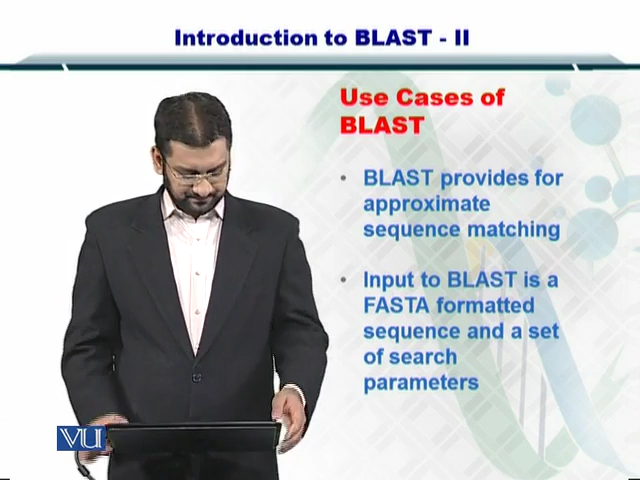 Introduction to BLAST - II
Use Cases of
BLAST
• BLAST provides for
approximate
sequence matching
• Input to BLAST is a
FASTA formatted
sequence and a set
of search
parameters
VU